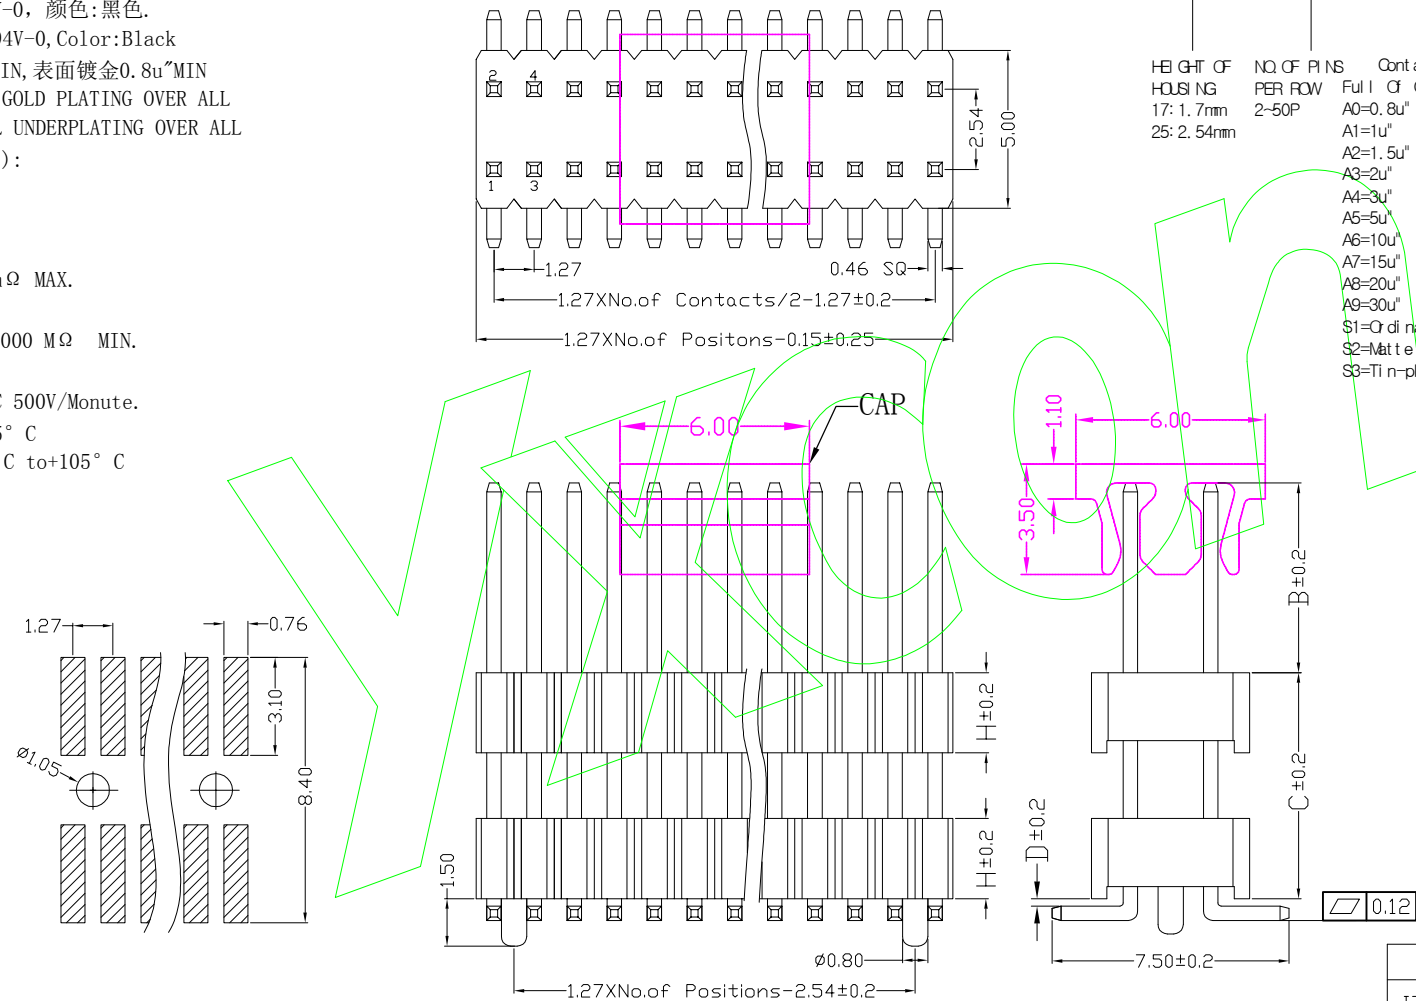 V-0, 颜色:黑色.
94V-0,Color:Black
IN,表面镀金0.8u"MIN
GOLD PLATING OVER ALL
UNDERPLATING OVER ALL
):
Ω MAX.
000 MΩ MIN.
C 500V/Monute.
5° C
C to+105° C
2 4
1 3
2.54
5.00
1.27
0.46 SQ
1.27XNo.of Contacts/2-1.27±0.2
1.27XNo.of Positons-0.15±0.25
HEIGHT OF
HOUSING
17:1.7mm
25:2.54mm
NO.OF PINS
PER ROW
2~50P
Conta
Full Of
A0=0.8u"
A1=1u"
A2=1.5u"
A3=2u"
A4=3u"
A5=5u"
A6=10u"
A7=15u"
A8=20u"
A9=30u"
S1=Ordina
S2=Matte
S3=Tin-pl
CAP
6.00
1.10
6.00
3.50
B±0.2
1.27
0.76
3.10
8.40
ø1.05
H±0.2
H±0.2
C±0.2
D±0.2
1.50
ø0.80
7.50±0.2
0.12
1.27XNo.of Positions-2.54±0.2
yxcon